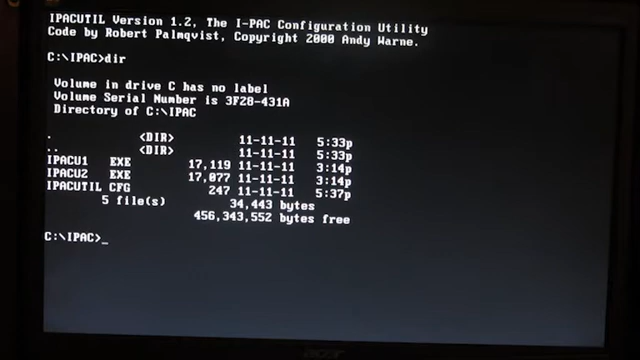 IPACUTIL Version 1.2, The I-PAC Configuration Utility
Code by Robert Palmqvist, Copyright 2000 Andy Warne.
C:\IPAC>dir
Volume in drive C has no label
Volume Serial Number is 3F28-431A
Directory of C:\IPAC
. <DIR> 11-11-11 5:33p
.. <DIR> 11-11-11 5:33p
IPACU1 EXE 17,119 11-11-11 3:14p
IPACU2 EXE 17,077 11-11-11 3:14p
IPACUTIL CFG 247 11-11-11 5:37p
5 file(s) 34,443 bytes
456,343,552 bytes free
C:\IPAC>_